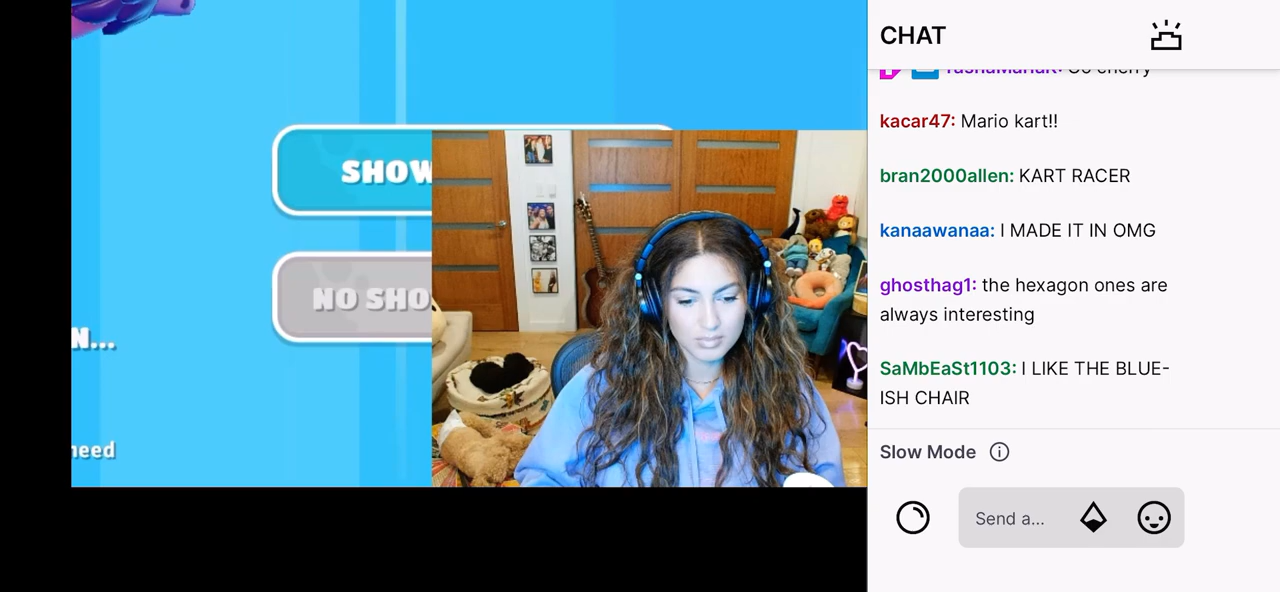 CHAT
kacar47: Mario kart!!
bran2000allen: KART RACER
kanaawanaa: I MADE IT IN OMG
ghosthag1: the hexagon ones are
always interesting
SaMbEaSt1103: I LIKE THE BLUE-
ISH CHAIR
Slow Mode
Send a...
SHOW
NO SHO
N...
need